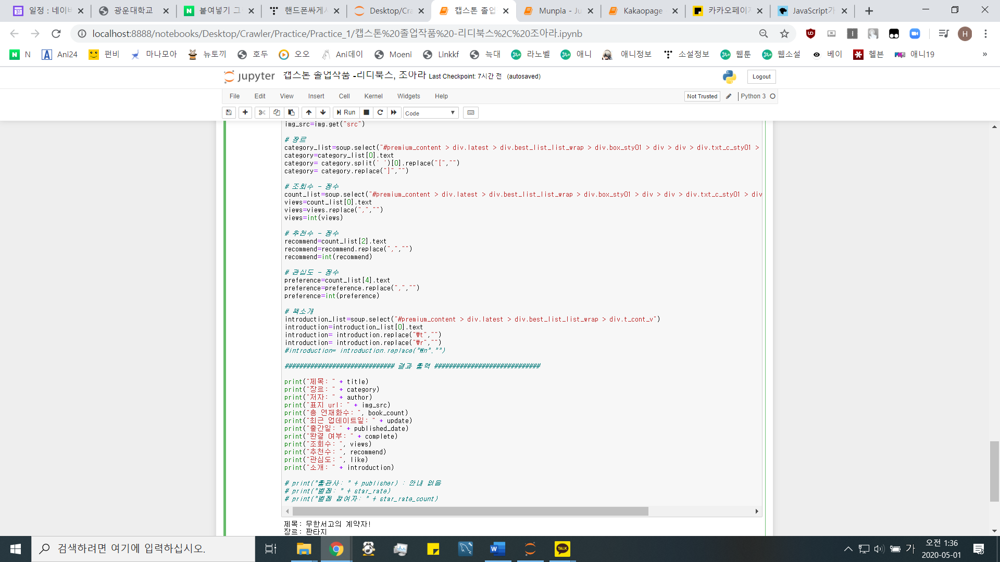 일정 : 네이버
광운대학교
붙여넣기 그
핸드폰싸게사
Desktop/Cra
캡스톤 졸업
Munpia - Ju
Kakaopage
카카오페이지
JavaScript가
localhost:8888/notebooks/Desktop/Crawler/Practice/Practice_1/캡스톤%20졸업작품%20-리디북스%2C%20조아라.ipynb
H
N
Ani24
펀비
마나모아
뉴토끼
호두
오오
Ani데이
Moeni
Linkkf
늑대
라노벨
애니
애니정보
소설정보
웹툰
웹소설
베이
헬븐
애니19
»
jupyter 캡스톤 졸업작품 -리디북스, 조아라 Last Checkpoint: 7시간 전 (autosaved)
Logout
File Edit View Insert Cell Kernel Widgets Help
Not Trusted
Python 3
Run
Code
img_src=img.get("src")
# 장르
category_list=soup.select("#premium_content > div.latest > div.best_list_list_wrap > div.box_sty01 > div > div > div.txt_c_sty01 >
category=category_list[0].text
category= category.split(' ')[0].replace("[","")
category= category.replace("]","")
# 조회수 - 정수
count_list=soup.select("#premium_content > div.latest > div.best_list_list_wrap > div.box_sty01 > div > div > div.txt_c_sty01 > div
views=count_list[0].text
views=views.replace(",","")
views=int(views)
# 추천수 - 정수
recommend=count_list[2].text
recommend=recommend.replace(",","")
recommend=int(recommend)
# 관심도 - 정수
preference=count_list[4].text
preference=preference.replace(",","")
preference=int(preference)
# 책소개
introduction_list=soup.select("#premium_content > div.latest > div.best_list_list_wrap > div.t_cont_v")
introduction=introduction_list[0].text
introduction= introduction.replace("₩t","")
introduction= introduction.replace("₩r","")
#introduction= introduction.replace("₩n","")
############################## 결과 출력 #############################
print("제목: " + title)
print("장르: " + category)
print("저자: " + author)
print("표지 url: " + img_src)
print("총 연재화수: ", book_count)
print("최근 업데이트일: " + update)
print("출간일: " + published_date)
print("완결 여부: " + complete)
print("조회수: ", views)
print("추천수: ", recommend)
print("관심도: ", like)
print("소개: " + introduction)
# print("출판사: " + publisher) : 안내 없음
# print("별점: " + star_rate)
# print("별점 참여자: " + star_rate_count)
제목: 무한서고의 계약자!
장르: 판타지
검색하려면 여기에 입력하십시오.
TALK
가
오전 1:36
2020-05-01